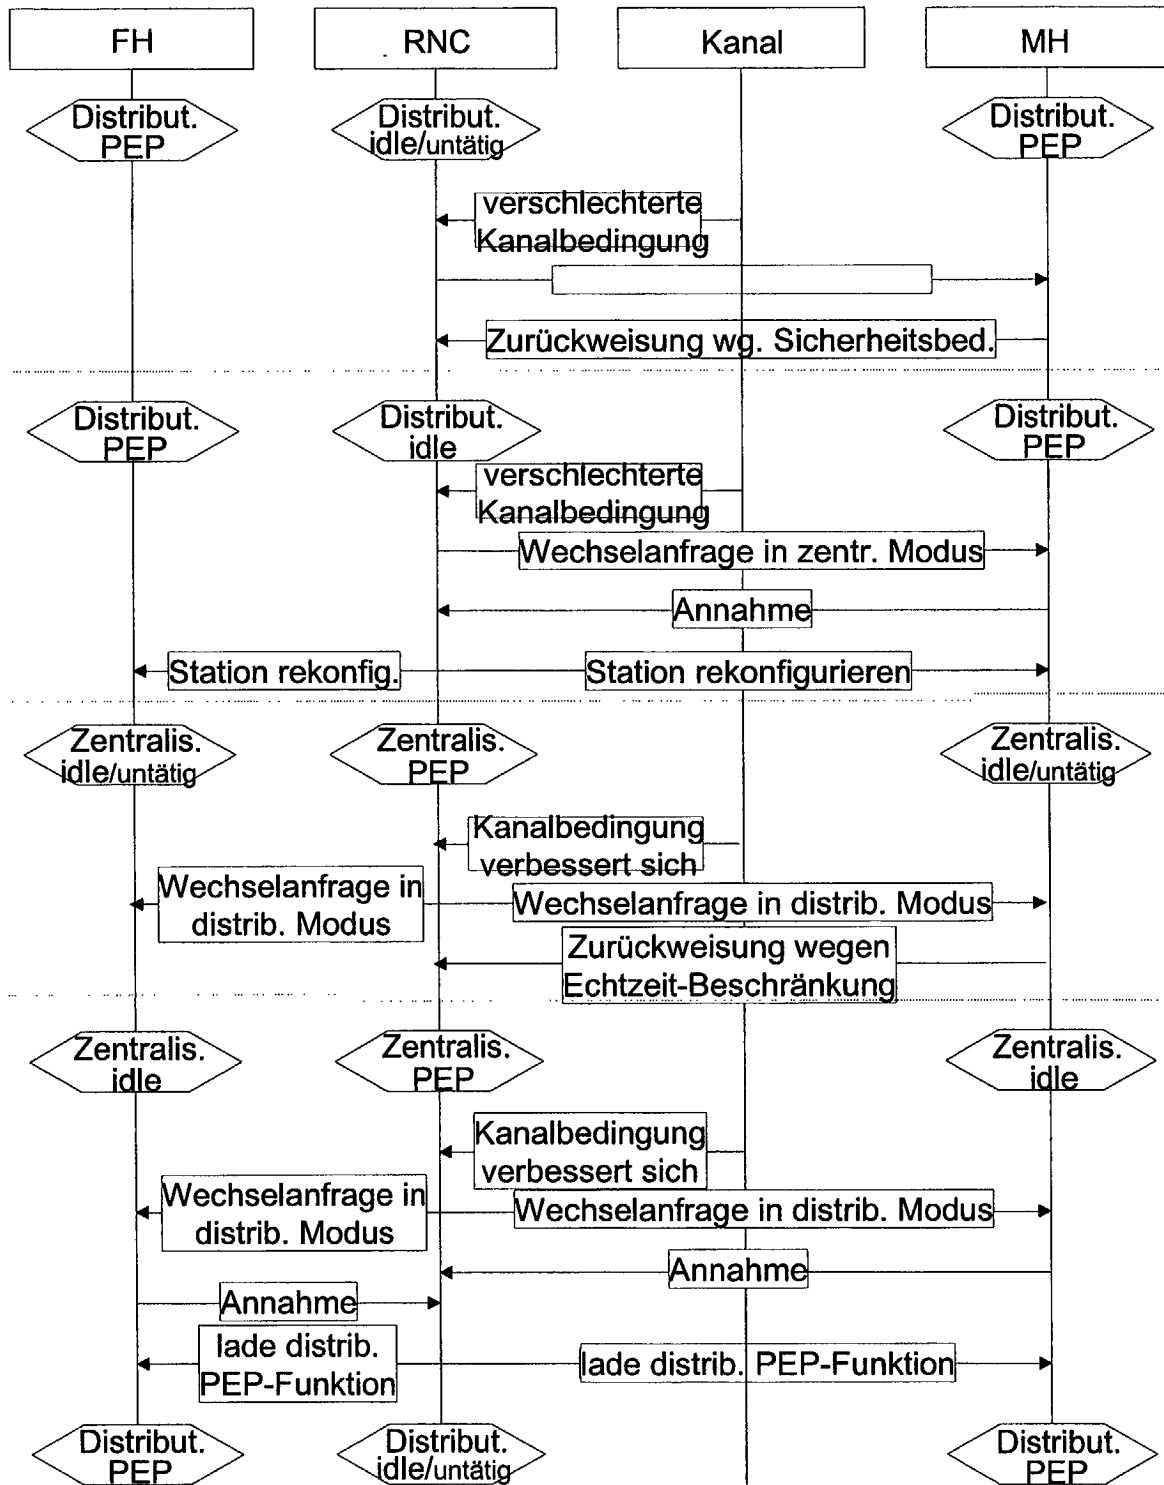 FH RNC Kanal MH
Distribut. Distribut. Distribut.
PEP idle/untätig PEP
verschlechterte
Kanalbedingung
Zurückweisung wg. Sicherheitsbed.
Distribut. Distribut. Distribut.
PEP idle PEP
verschlechterte
Kanalbedingung
Wechselanfrage in zentr. Modus
Annahme
Station rekonfig. Station rekonfigurieren
Zentralis. Zentralis. Zentralis.
idle/untätig PEP idle/untätig
Kanalbedingung
verbessert sich
Wechselanfrage in
distrib. Modus
Wechselanfrage in distrib. Modus
Zurückweisung wegen
Echtzeit-Beschränkung
Zentralis. Zentralis. Zentralis.
idle PEP idle
Kanalbedingung
verbessert sich
Wechselanfrage in
distrib. Modus
Wechselanfrage in distrib. Modus
Annahme
Annahme
lade distrib.
PEP-Funktion
lade distrib. PEP-Funktion
Distribut. Distribut. Distribut.
PEP idle/untätig PEP